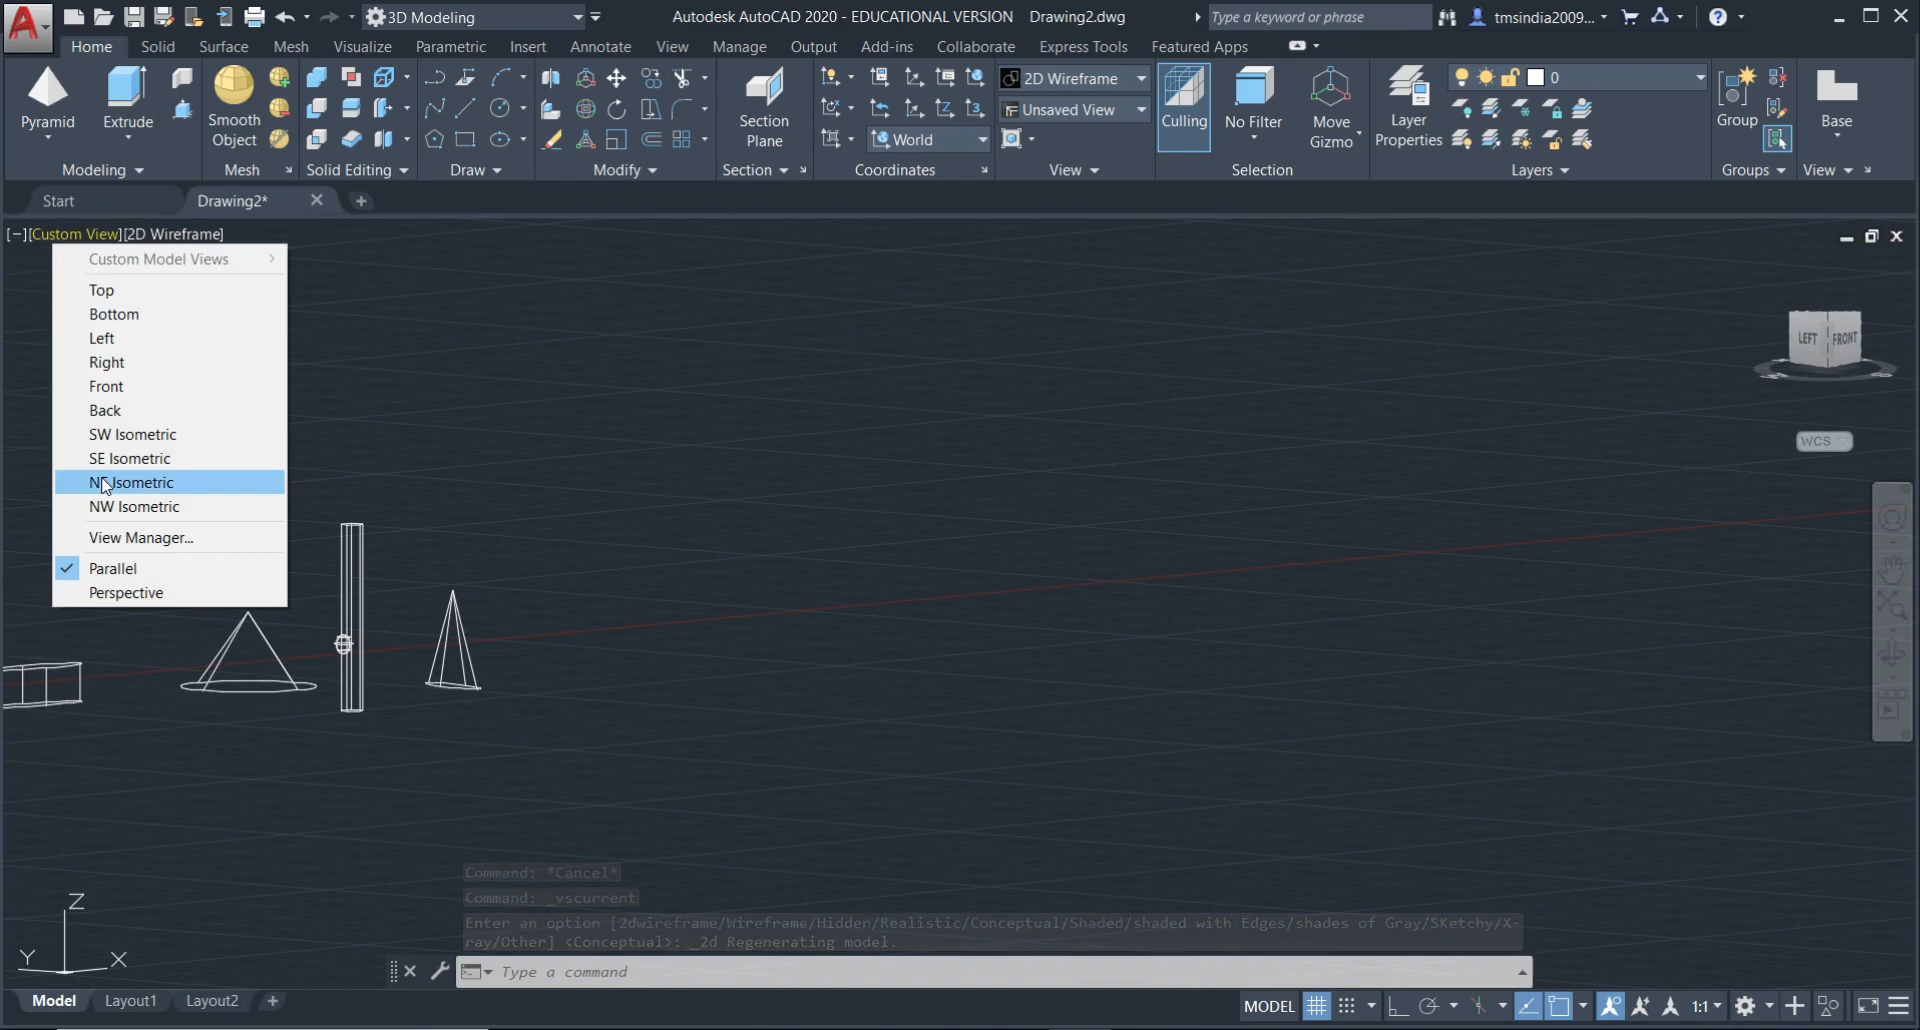 3D Modeling
Autodesk AutoCAD 2020 - EDUCATIONAL VERSION Drawing2.dwg
Type a keyword or phrase
tmsindia2009...
Home Solid Surface Mesh Visualize Parametric Insert Annotate View Manage Output Add-ins Collaborate Express Tools Featured Apps
Pyramid
Extrude
Smooth
Object
Section
Plane
2D Wireframe
Unsaved View
World
Culling
No Filter
Move
Gizmo
Layer
Properties
0
Group
Base
Modeling Mesh Solid Editing Draw Modify Section Coordinates View Selection Layers Groups View
Start Drawing2*
[−][Custom View][2D Wireframe]
Custom Model Views
Top
Bottom
Left
Right
Front
Back
SW Isometric
SE Isometric
NE Isometric
NW Isometric
View Manager...
Parallel
Perspective
LEFT FRONT
WCS
Z
Y X
Command: *Cancel*
Command: _vscurrent
Enter an option [2dwireframe/Wireframe/Hidden/Realistic/Conceptual/Shaded/shaded with Edges/shades of Gray/SKetchy/X-
ray/Other] <Conceptual>: _2d Regenerating model.
Type a command
Model Layout1 Layout2
MODEL 1:1